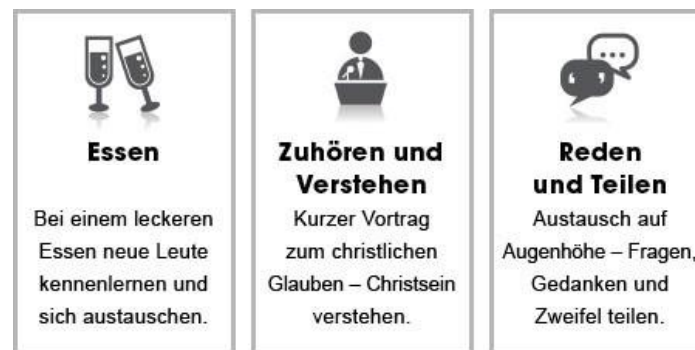 Essen
Bei einem leckeren
Essen neue Leute
kennenlernen und
sich austauschen.
Zuhören und
Verstehen
Kurzer Vortrag
zum christlichen
Glauben – Christsein
verstehen.
Reden
und Teilen
Austausch auf
Augenhöhe – Fragen,
Gedanken und
Zweifel teilen.